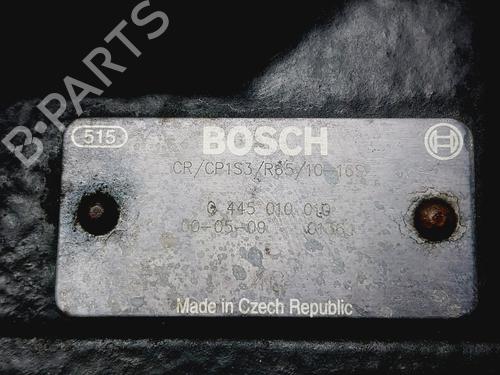 B-PARTS
515
BOSCH
CR/CP1S3/R65/10-16S
0 445 010 010
00-05-09
Made in Czech Republic